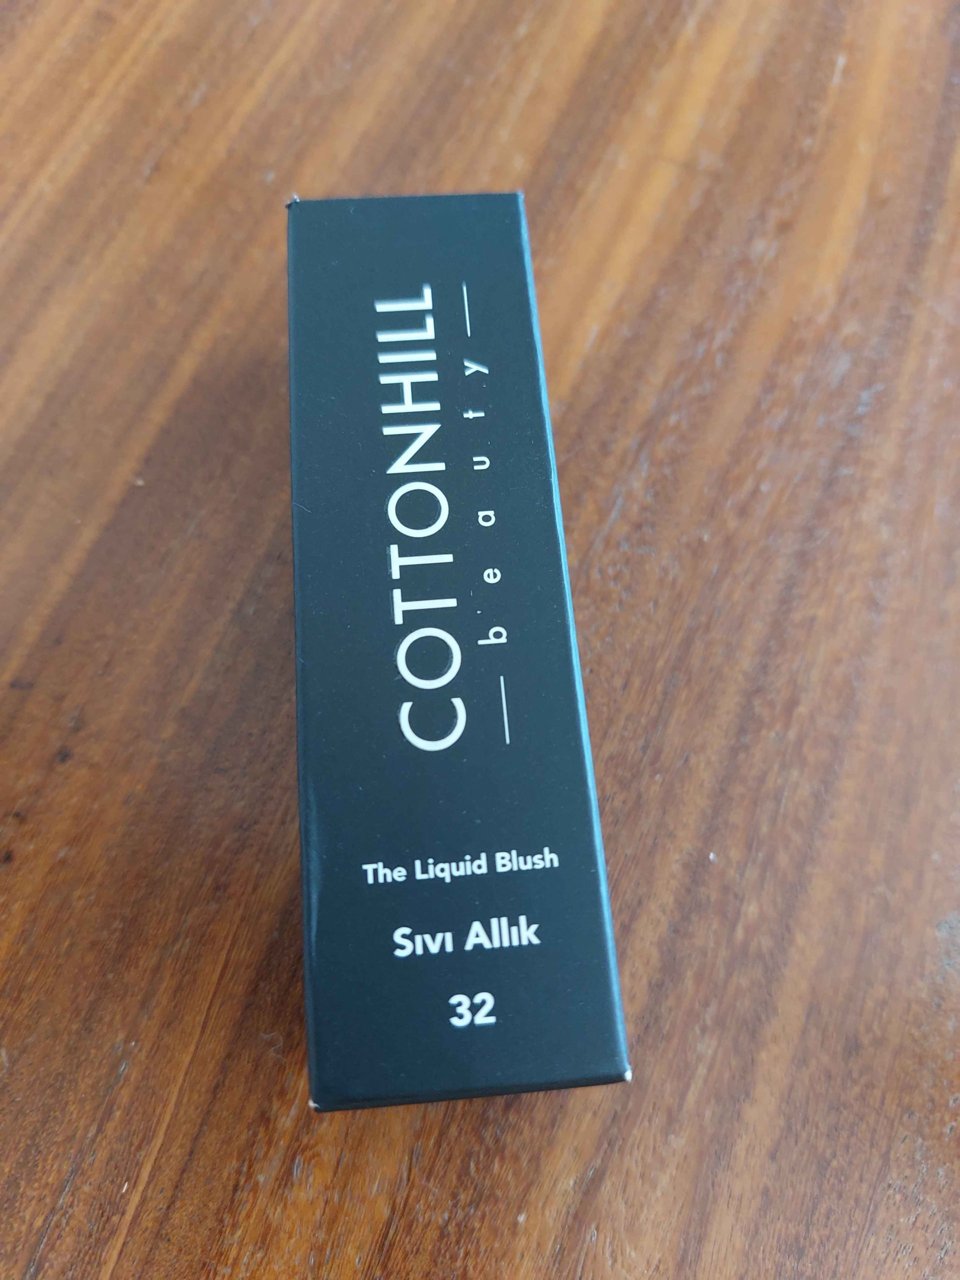 COTTONHILL
beauty
The Liquid Blush
Sıvı Allık
32